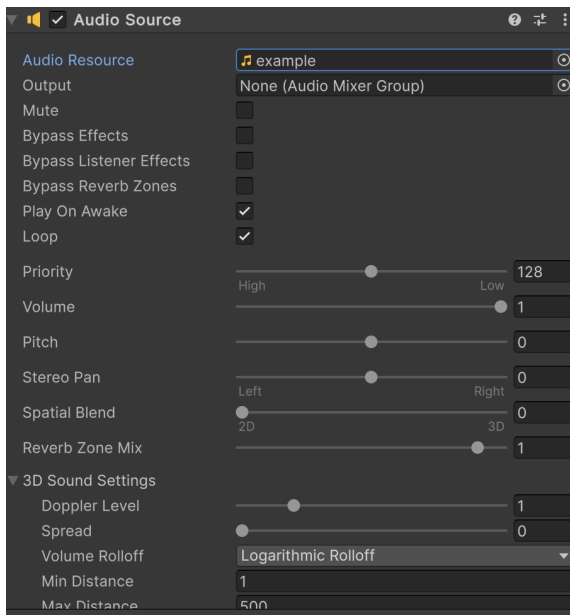 Audio Source
Audio Resource example
Output None (Audio Mixer Group)
Mute
Bypass Effects
Bypass Listener Effects
Bypass Reverb Zones
Play On Awake
Loop
Priority 128
High Low
Volume 1
Pitch 0
Stereo Pan 0
Left Right
Spatial Blend 0
2D 3D
Reverb Zone Mix 1
3D Sound Settings
Doppler Level 1
Spread 0
Volume Rolloff Logarithmic Rolloff
Min Distance 1
Max Distance 500